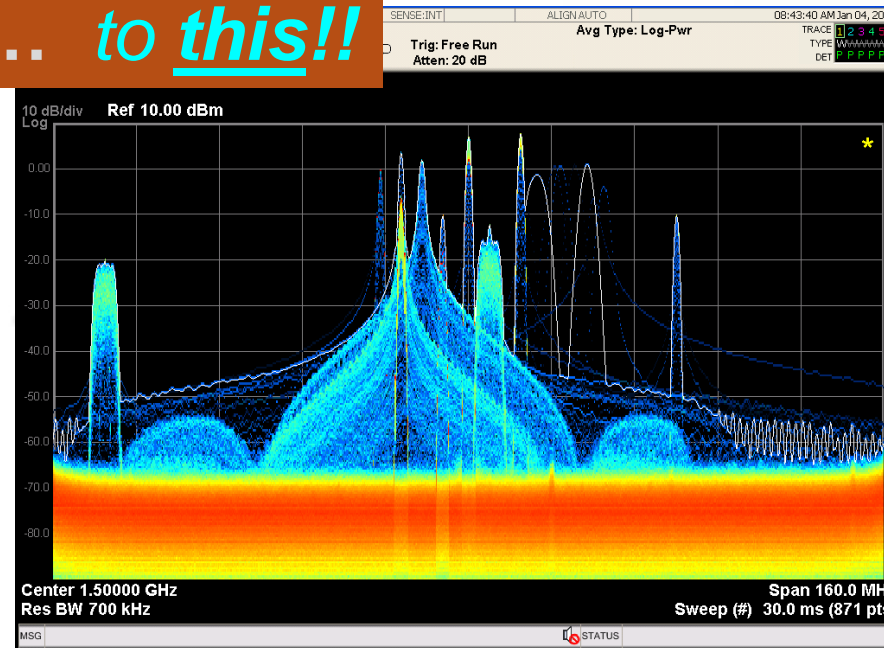 .. to this!!
SENSE:INT ALIGN AUTO 08:43:40 AM Jan 04, 20
Avg Type: Log-Pwr TRACE 1 2 3 4 5
Trig: Free Run TYPE
Atten: 20 dB DET P P P P P
10 dB/div Ref 10.00 dBm
Log
*
0.00
-10.0
-20.0
-30.0
-40.0
-50.0
-60.0
-70.0
-80.0
Center 1.50000 GHz Span 160.0 MH
Res BW 700 kHz Sweep (#) 30.0 ms (871 pts
MSG STATUS